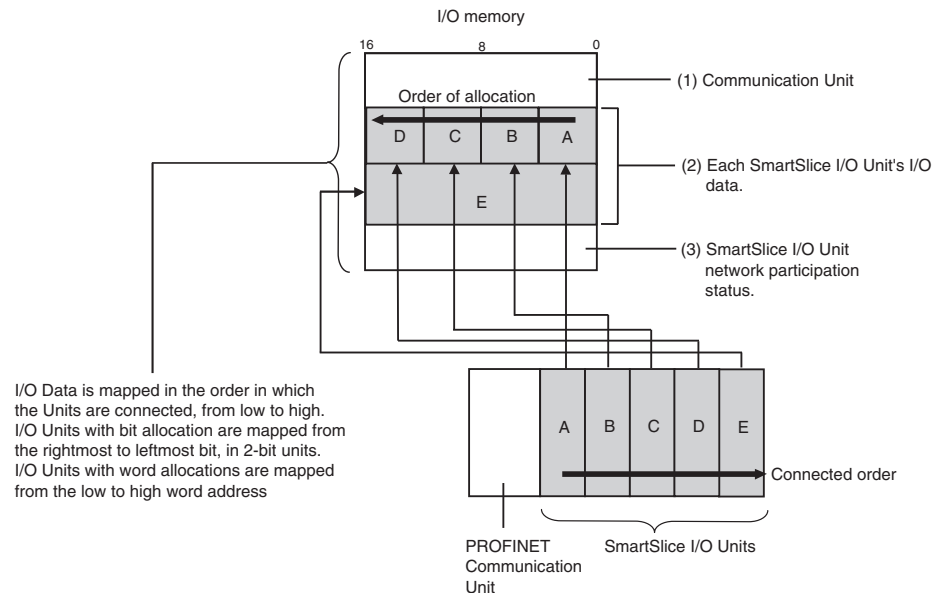 I/O memory
16 8 0
(1) Communication Unit
Order of allocation
D C B A
(2) Each SmartSlice I/O Unit's I/O
data.
E
(3) SmartSlice I/O Unit
network participation
status.
I/O Data is mapped in the order in which
the Units are connected, from low to high.
I/O Units with bit allocation are mapped from
the rightmost to leftmost bit, in 2-bit units.
I/O Units with word allocations are mapped
from the low to high word address
A B C D E
Connected order
PROFINET
Communication
Unit
SmartSlice I/O Units